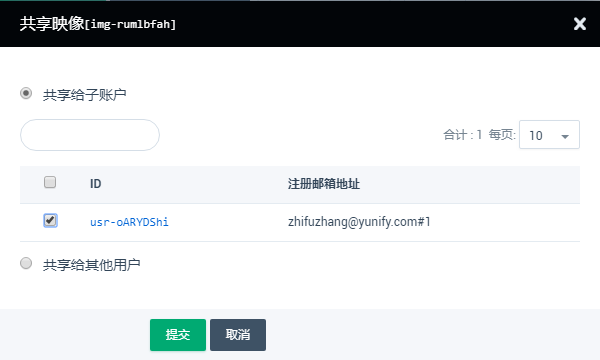 共享映像[img-rumlbfah]
共享给子账户
合计 : 1 每页: 10
ID 注册邮箱地址
usr-oARYDShi zhifuzhang@yunify.com#1
共享给其他用户
提交 取消